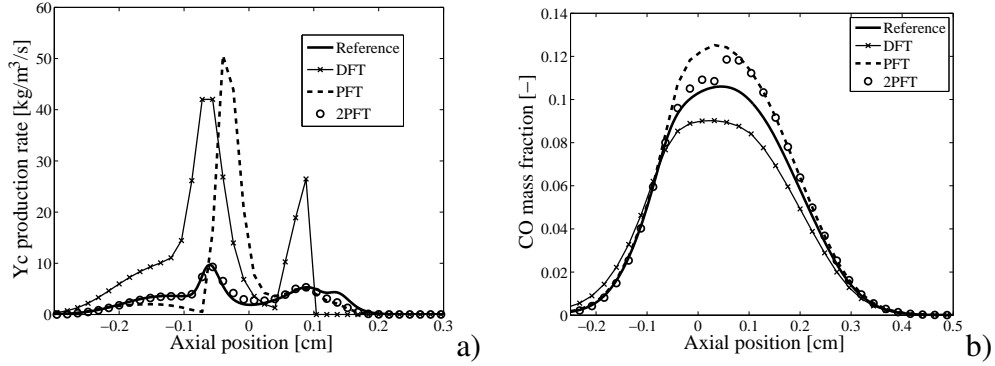 60
50
40
30
20
10
0
Yc production rate [kg/m³/s]
−0.2
−0.1
0
0.1
0.2
0.3
Axial position [cm]
Reference
DFT
PFT
2PFT
a)
0.14
0.12
0.1
0.08
0.06
0.04
0.02
0
CO mass fraction [−]
−0.2
−0.1
0
0.1
0.2
0.3
0.4
0.5
Axial position [cm]
Reference
DFT
PFT
2PFT
b)